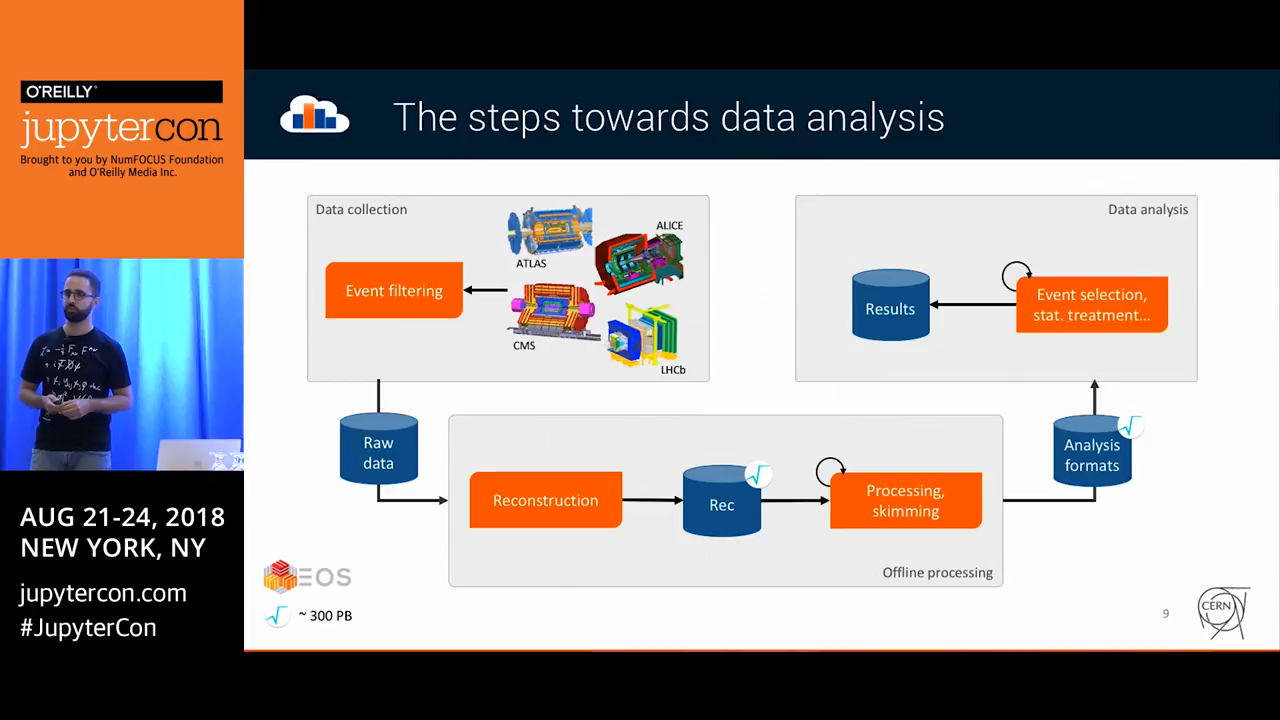 O'REILLY®
jupytercon
Brought to you by NumFOCUS Foundation
and O'Reilly Media Inc.
AUG 21-24, 2018
NEW YORK, NY
jupytercon.com
#JupyterCon
The steps towards data analysis
Data collection
Event filtering
ATLAS
ALICE
CMS
LHCb
Data analysis
Results
Event selection,
stat. treatment...
Raw
data
Reconstruction
Rec
Processing,
skimming
Offline processing
Analysis
formats
EOS
~ 300 PB
9
CERN